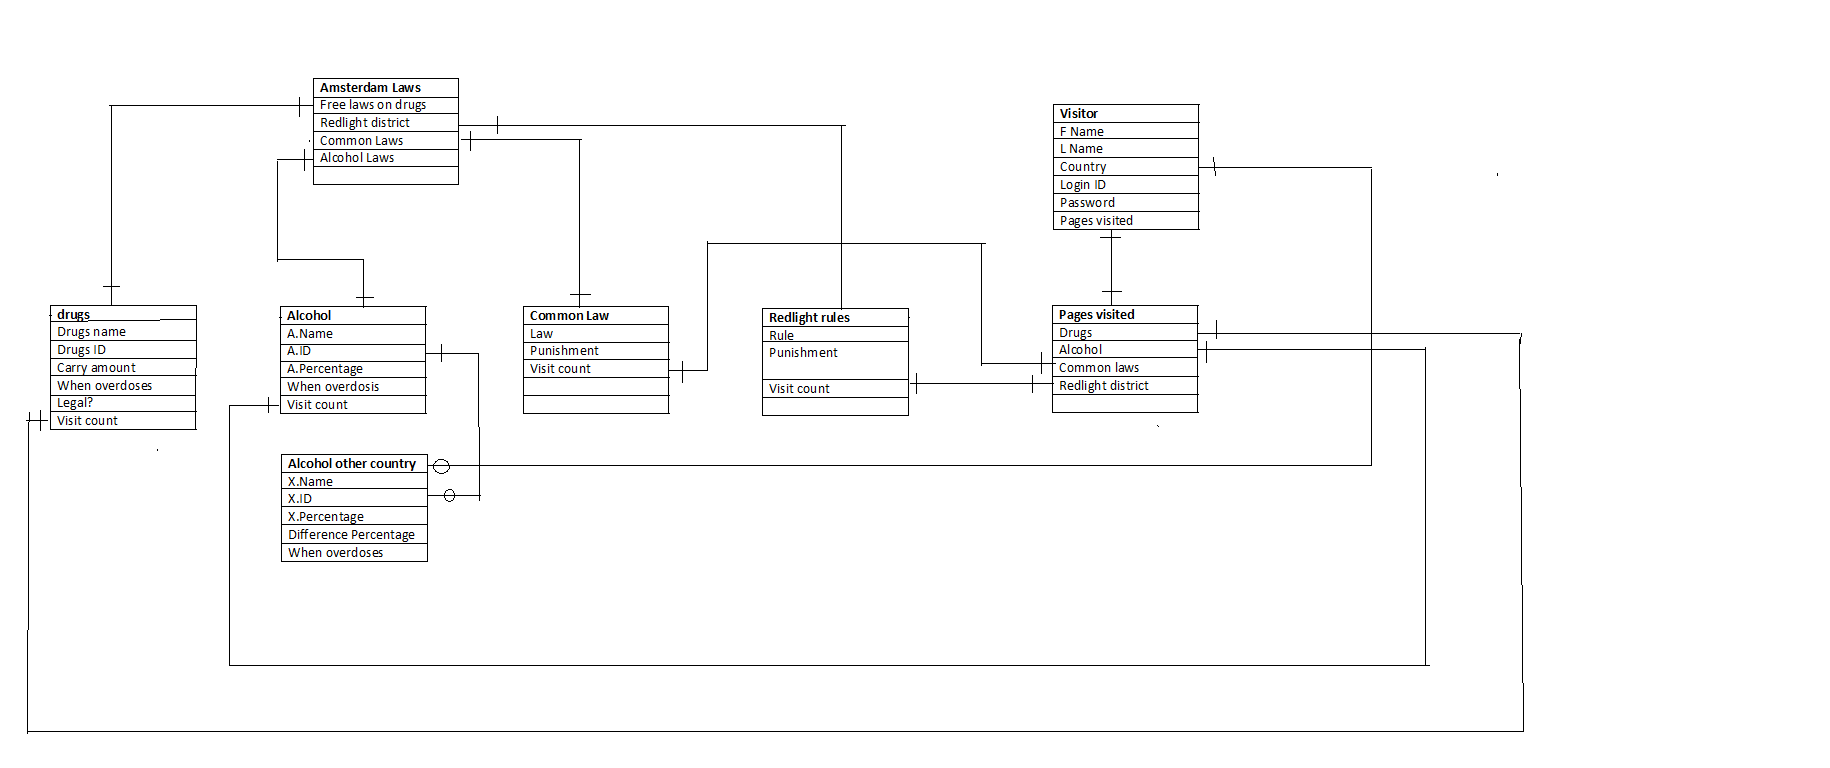 Amsterdam Laws
Free laws on drugs
Redlight district
Common Laws
Alcohol Laws
Visitor
F Name
L Name
Country
Login ID
Password
Pages visited
drugs
Drugs name
Drugs ID
Carry amount
When overdoses
Legal?
Visit count
Alcohol
A.Name
A.ID
A.Percentage
When overdosis
Visit count
Common Law
Law
Punishment
Visit count
Redlight rules
Rule
Punishment
Visit count
Pages visited
Drugs
Alcohol
Common laws
Redlight district
Alcohol other country
X.Name
X.ID
X.Percentage
Difference Percentage
When overdoses